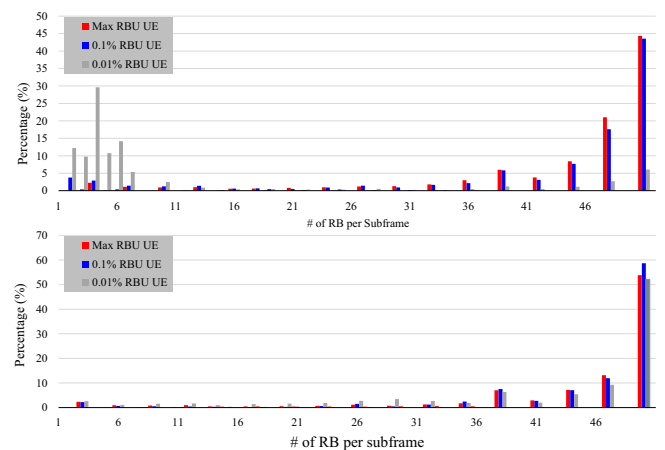 50
45
40
35
30
25
20
15
10
5
0
Percentage (%)
Max RBU UE
0.1% RBU UE
0.01% RBU UE
1 6 11 16 21 26 31 36 41 46
# of RB per Subframe
70
60
50
40
30
20
10
0
Percentage (%)
Max RBU UE
0.1% RBU UE
0.01% RBU UE
1 6 11 16 21 26 31 36 41 46
# of RB per subframe